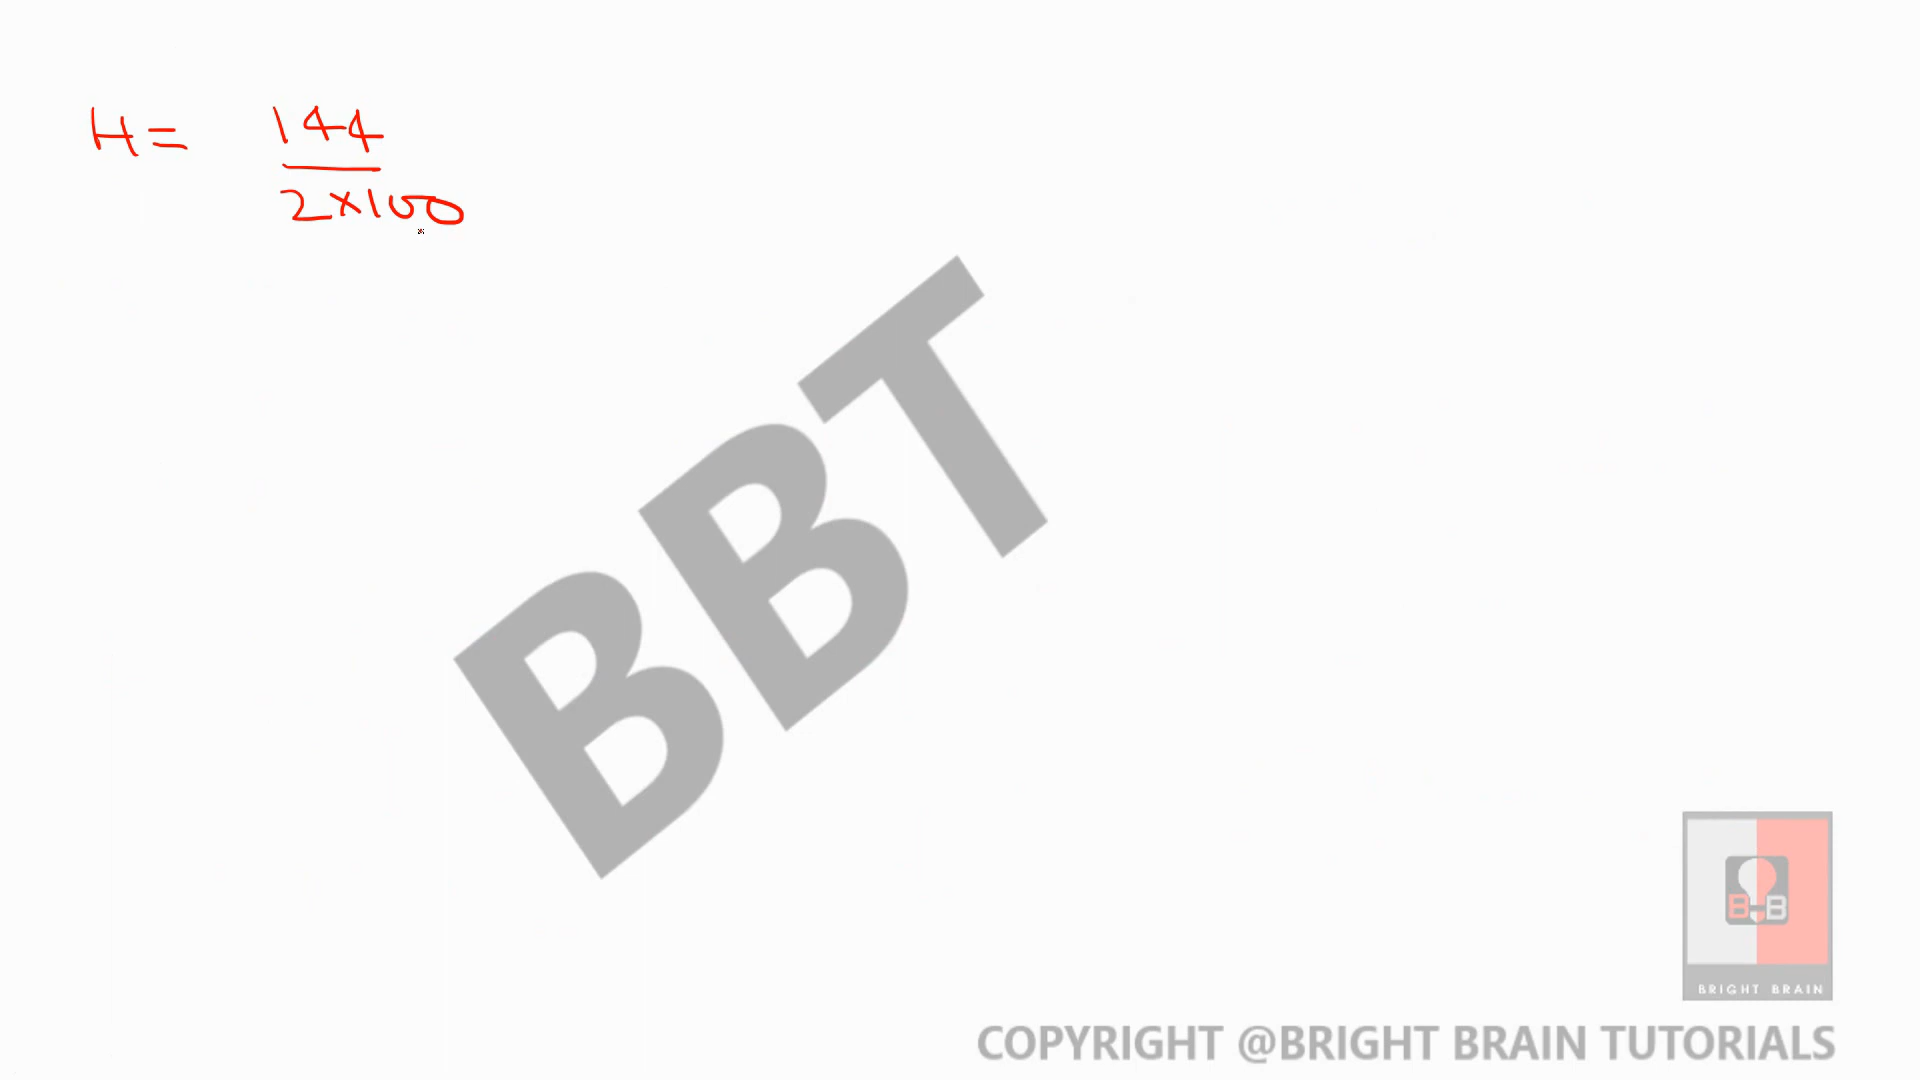 H = 144
2×100
BBT
B B
BRIGHT BRAIN
COPYRIGHT @BRIGHT BRAIN TUTORIALS